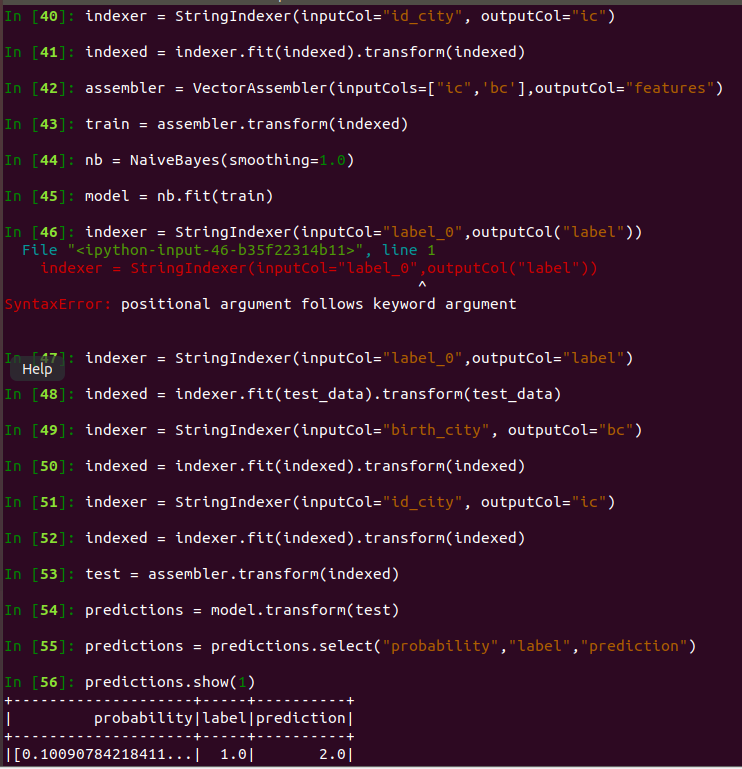 In [40]: indexer = StringIndexer(inputCol="id_city", outputCol="ic")
In [41]: indexed = indexer.fit(indexed).transform(indexed)
In [42]: assembler = VectorAssembler(inputCols=["ic",'bc'],outputCol="features")
In [43]: train = assembler.transform(indexed)
In [44]: nb = NaiveBayes(smoothing=1.0)
In [45]: model = nb.fit(train)
In [46]: indexer = StringIndexer(inputCol="label_0",outputCol("label"))
  File "<ipython-input-46-b35f22314b11>", line 1
    indexer = StringIndexer(inputCol="label_0",outputCol("label"))
                                              ^
SyntaxError: positional argument follows keyword argument
In [47]: indexer = StringIndexer(inputCol="label_0",outputCol="label")
Help
In [48]: indexed = indexer.fit(test_data).transform(test_data)
In [49]: indexer = StringIndexer(inputCol="birth_city", outputCol="bc")
In [50]: indexed = indexer.fit(indexed).transform(indexed)
In [51]: indexer = StringIndexer(inputCol="id_city", outputCol="ic")
In [52]: indexed = indexer.fit(indexed).transform(indexed)
In [53]: test = assembler.transform(indexed)
In [54]: predictions = model.transform(test)
In [55]: predictions = predictions.select("probability","label","prediction")
In [56]: predictions.show(1)
+--------------------+-----+----------+
|         probability|label|prediction|
+--------------------+-----+----------+
|[0.10090784218411...|  1.0|       2.0|